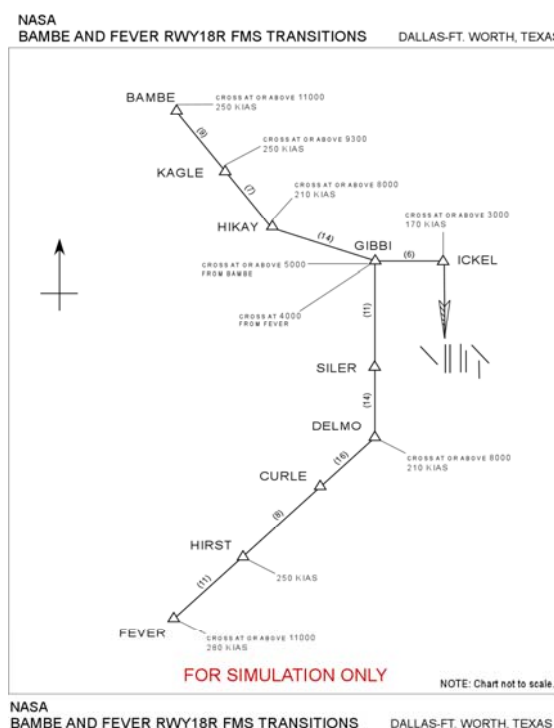 NASA
BAMBE AND FEVER RWY18R FMS TRANSITIONS DALLAS-FT. WORTH, TEXAS
BAMBE
CROSS AT OR ABOVE 11000
250 KIAS
(9)
CROSS AT OR ABOVE 9300
250 KIAS
KAGLE
(7)
CROSS AT OR ABOVE 8000
210 KIAS
HIKAY
(14)
CROSS AT OR ABOVE 3000
170 KIAS
GIBBI
(6)
ICKEL
CROSS AT OR ABOVE 5000
FROM BAMBE
CROSS AT 4000
FROM FEVER
(11)
SILER
(14)
DELMO
CROSS AT OR ABOVE 8000
210 KIAS
(16)
CURLE
(8)
HIRST
250 KIAS
(11)
FEVER
CROSS AT OR ABOVE 11000
280 KIAS
FOR SIMULATION ONLY
NOTE: Chart not to scale.
NASA
BAMBE AND FEVER RWY18R FMS TRANSITIONS DALLAS-FT. WORTH, TEXAS